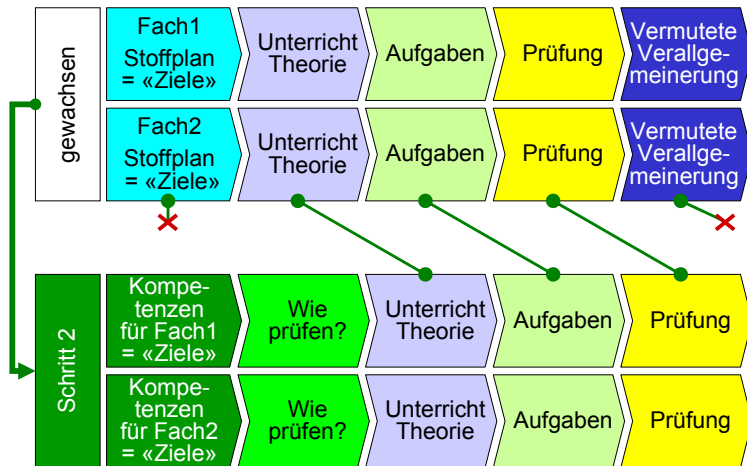 gewachsen
Fach1
Stoffplan
= «Ziele»
Unterricht
Theorie
Aufgaben
Prüfung
Vermutete
Verallge-
meinerung
Fach2
Stoffplan
= «Ziele»
Unterricht
Theorie
Aufgaben
Prüfung
Vermutete
Verallge-
meinerung
Schritt 2
Kompe-
tenzen
für Fach1
= «Ziele»
Wie
prüfen?
Unterricht
Theorie
Aufgaben
Prüfung
Kompe-
tenzen
für Fach2
= «Ziele»
Wie
prüfen?
Unterricht
Theorie
Aufgaben
Prüfung